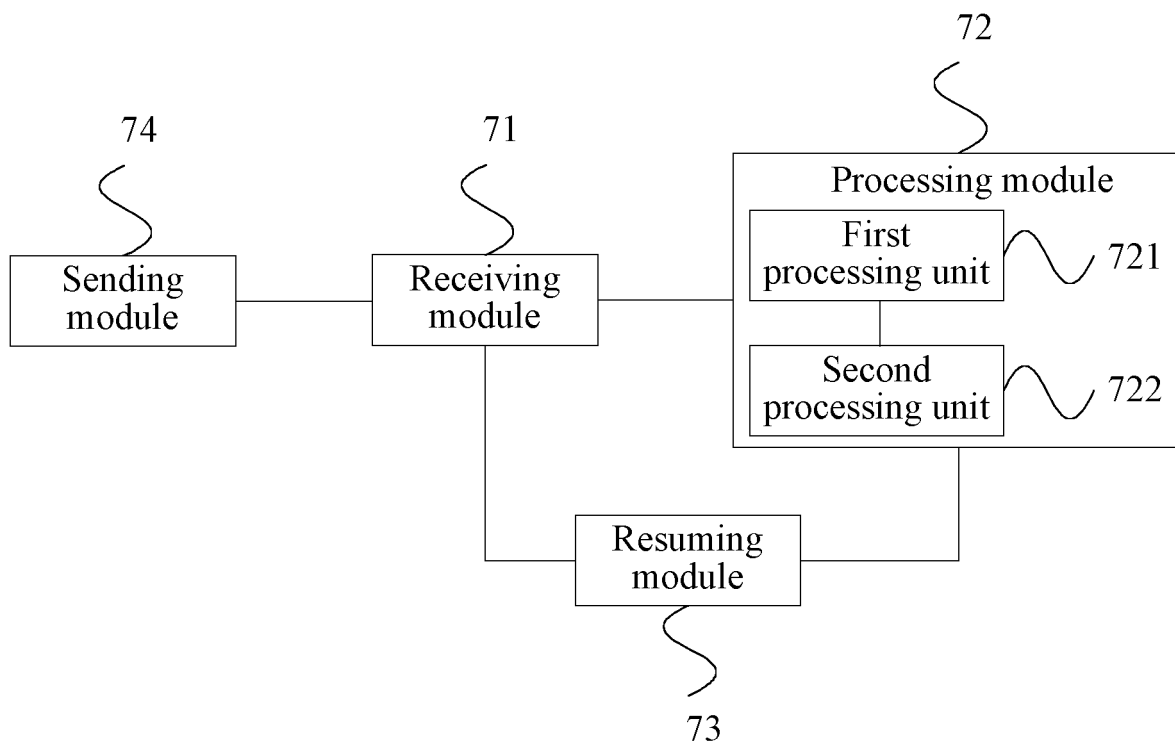 72
74
71
Processing module
First
processing unit
721
Sending
module
Receiving
module
Second
processing unit
722
Resuming
module
73